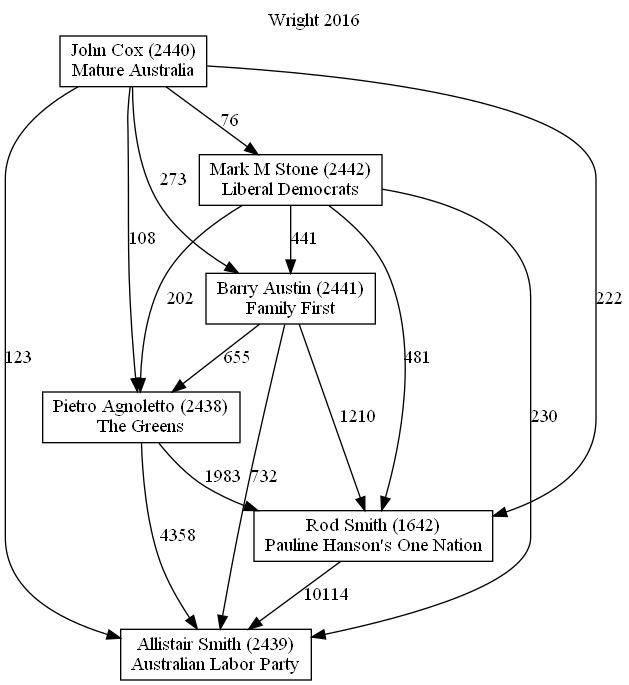 Wright 2016
John Cox (2440)
Mature Australia
76
Mark M Stone (2442)
Liberal Democrats
273
108
441
202
Barry Austin (2441)
Family First
222
123
655
481
1210
230
Pietro Agnoletto (2438)
The Greens
1983
732
4358
Rod Smith (1642)
Pauline Hanson's One Nation
10114
Allistair Smith (2439)
Australian Labor Party